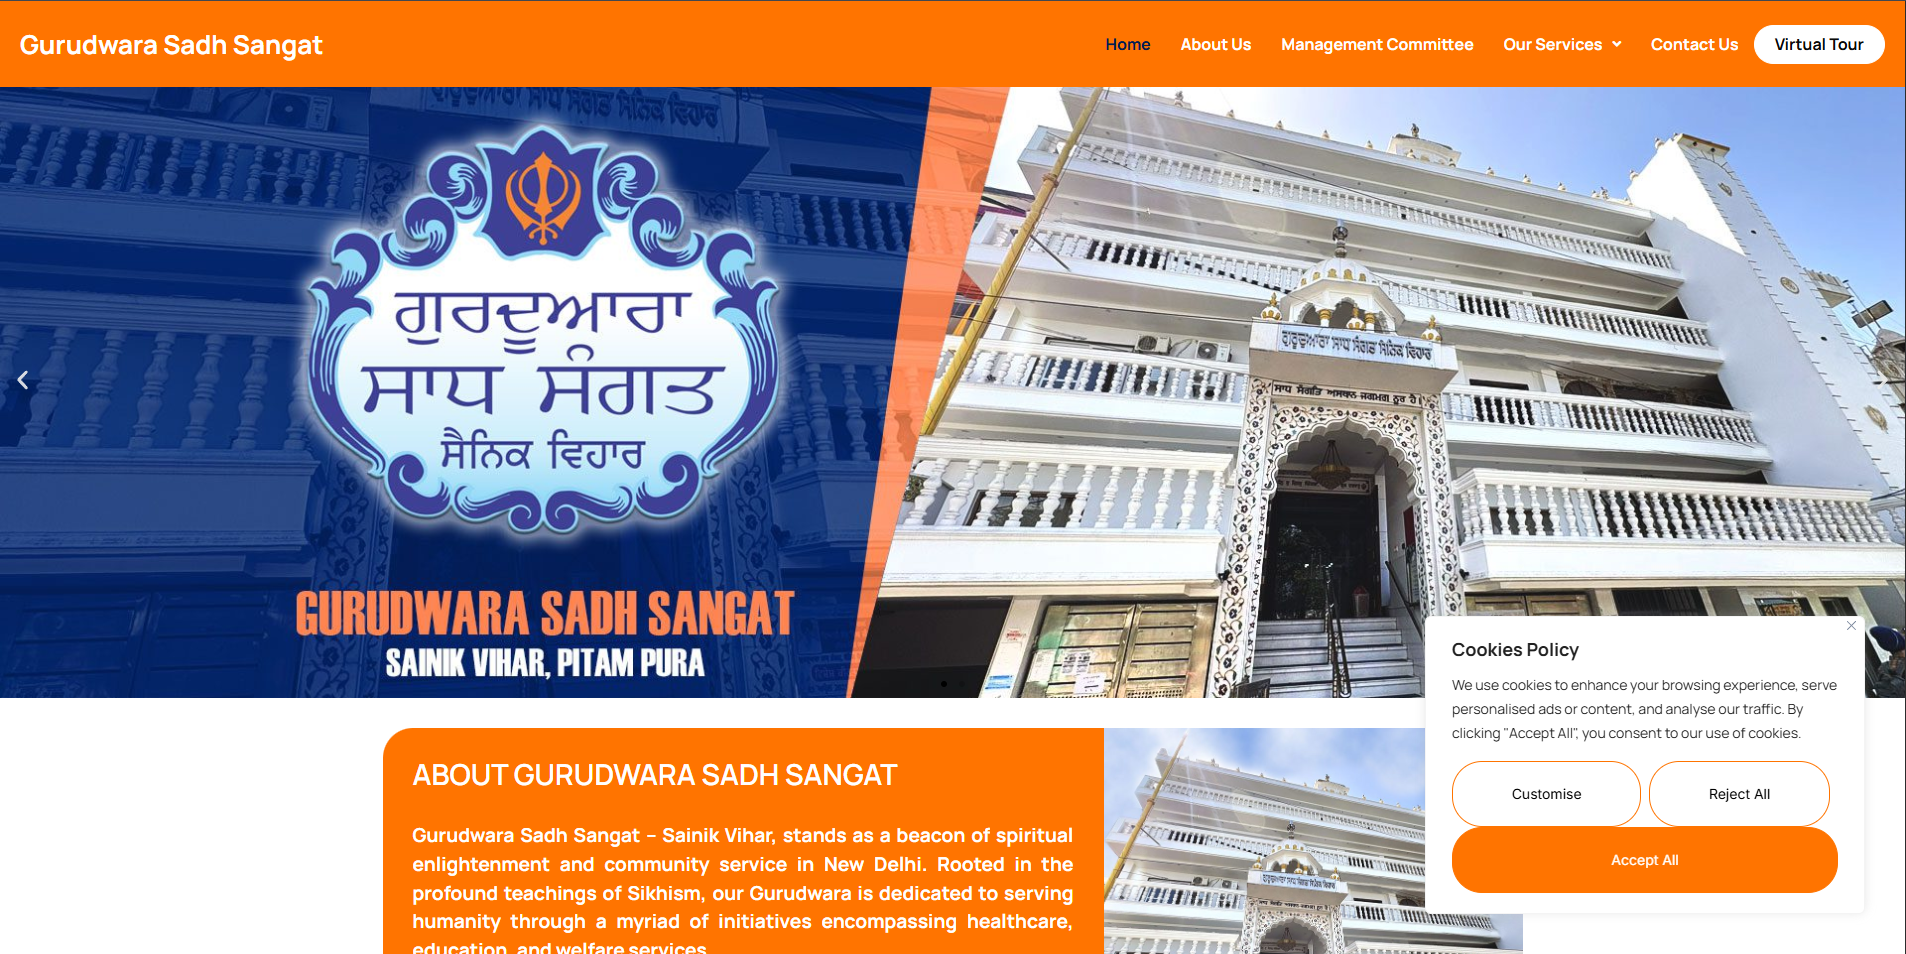 Gurudwara Sadh Sangat
Home
About Us
Management Committee
Our Services
Contact Us
Virtual Tour
ਗੁਰਦੂਆਰਾ
ਸਾਧ ਸੰਗਤ
ਸੈਨਿਕ ਵਿਹਾਰ
GURUDWARA SADH SANGAT
SAINIK VIHAR, PITAM PURA
ਗੁਰੂਦੁਆਰਾ ਸਾਧ ਸੰਗਤ ਸੈਨਿਕ ਵਿਹਾਰ
ਸਾਧ ਸੰਗਤਿ ਅਸਥਾਨ ਜਗਮਗ ਨੂਰ ਹੈ।
ABOUT GURUDWARA SADH SANGAT
Gurudwara Sadh Sangat – Sainik Vihar, stands as a beacon of spiritual
enlightenment and community service in New Delhi. Rooted in the
profound teachings of Sikhism, our Gurudwara is dedicated to serving
humanity through a myriad of initiatives encompassing healthcare,
education, and welfare services.
Cookies Policy
We use cookies to enhance your browsing experience, serve
personalised ads or content, and analyse our traffic. By
clicking "Accept All", you consent to our use of cookies.
Customise
Reject All
Accept All